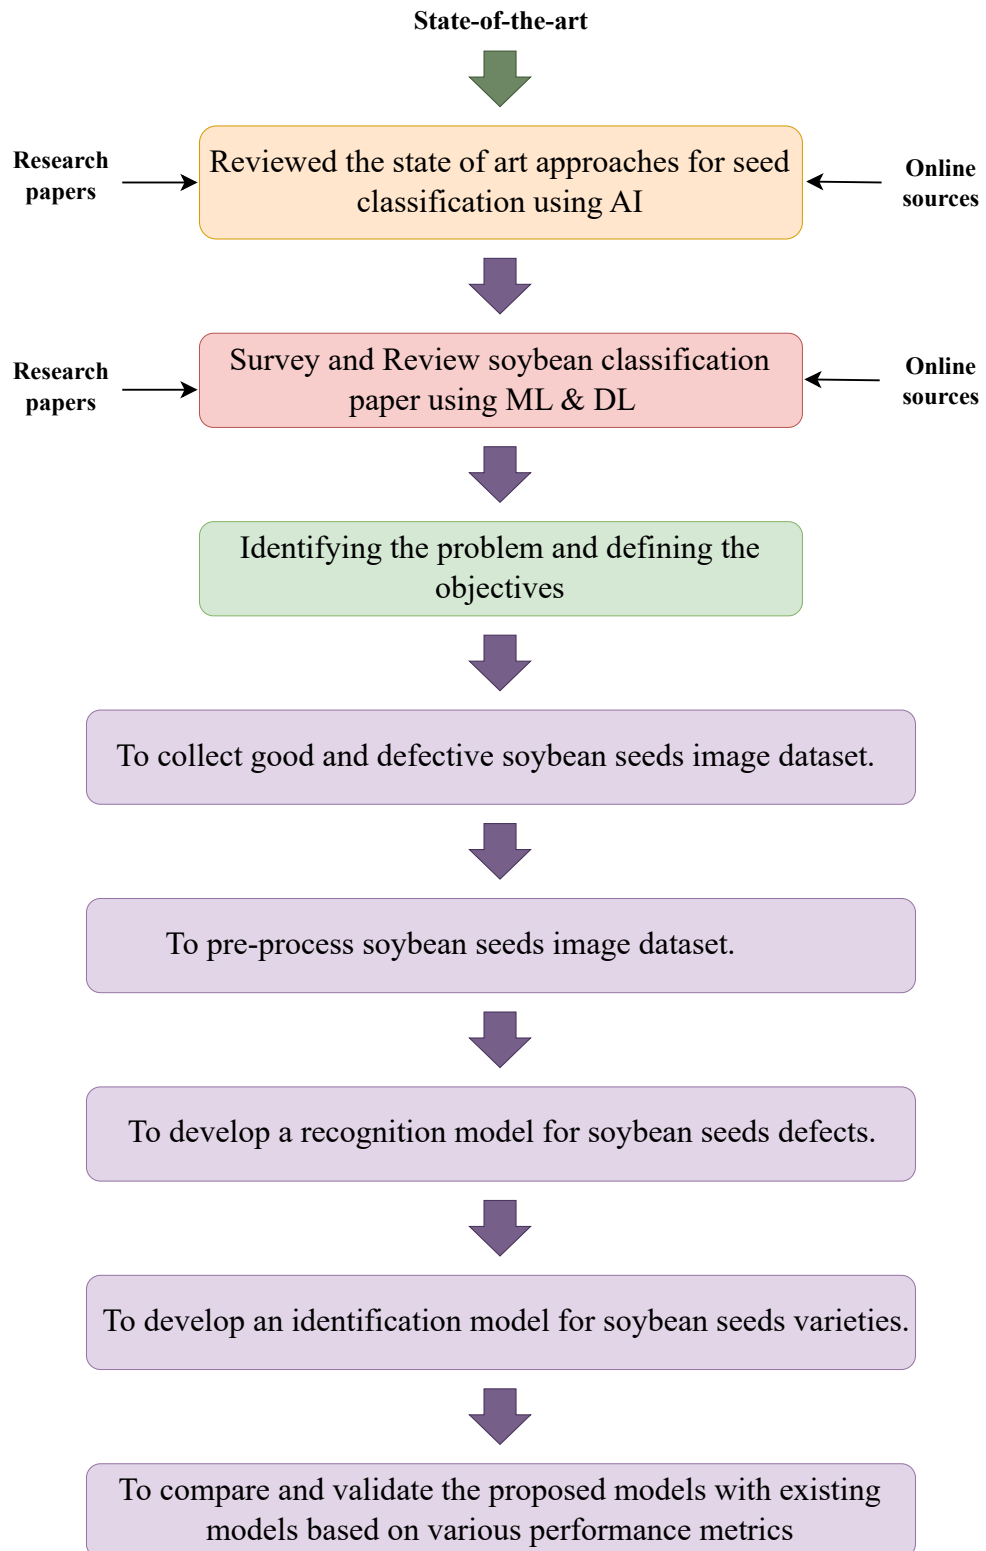 State-of-the-art
Research
papers
Reviewed the state of art approaches for seed
classification using AI
Online
sources
Research
papers
Survey and Review soybean classification
paper using ML & DL
Online
sources
Identifying the problem and defining the
objectives
To collect good and defective soybean seeds image dataset.
To pre-process soybean seeds image dataset.
To develop a recognition model for soybean seeds defects.
To develop an identification model for soybean seeds varieties.
To compare and validate the proposed models with existing
models based on various performance metrics